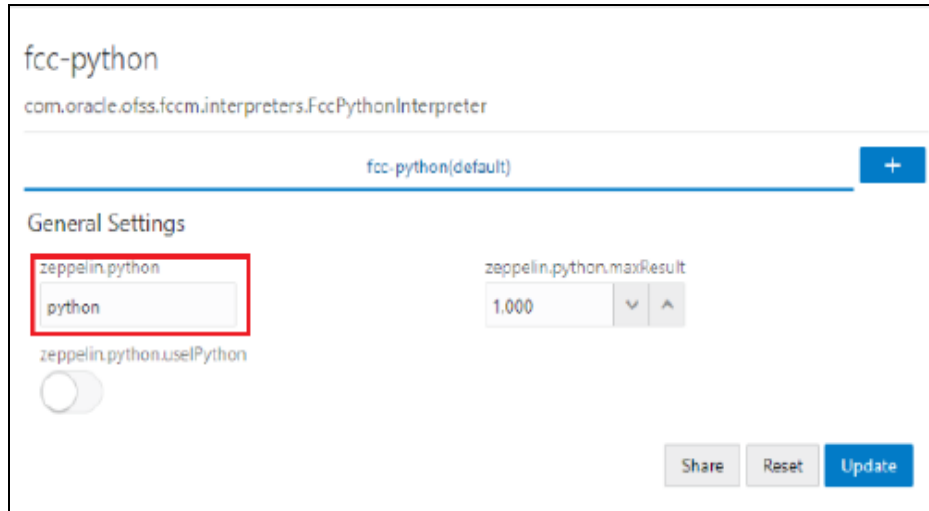 fcc-python
com.oracle.ofss.fccm.interpreters.FccPythonInterpreter
fcc-python(default)
+
General Settings
zeppelin.python
zeppelin.python.maxResult
python
1.000
zeppelin.python.useIPython
Share Reset Update